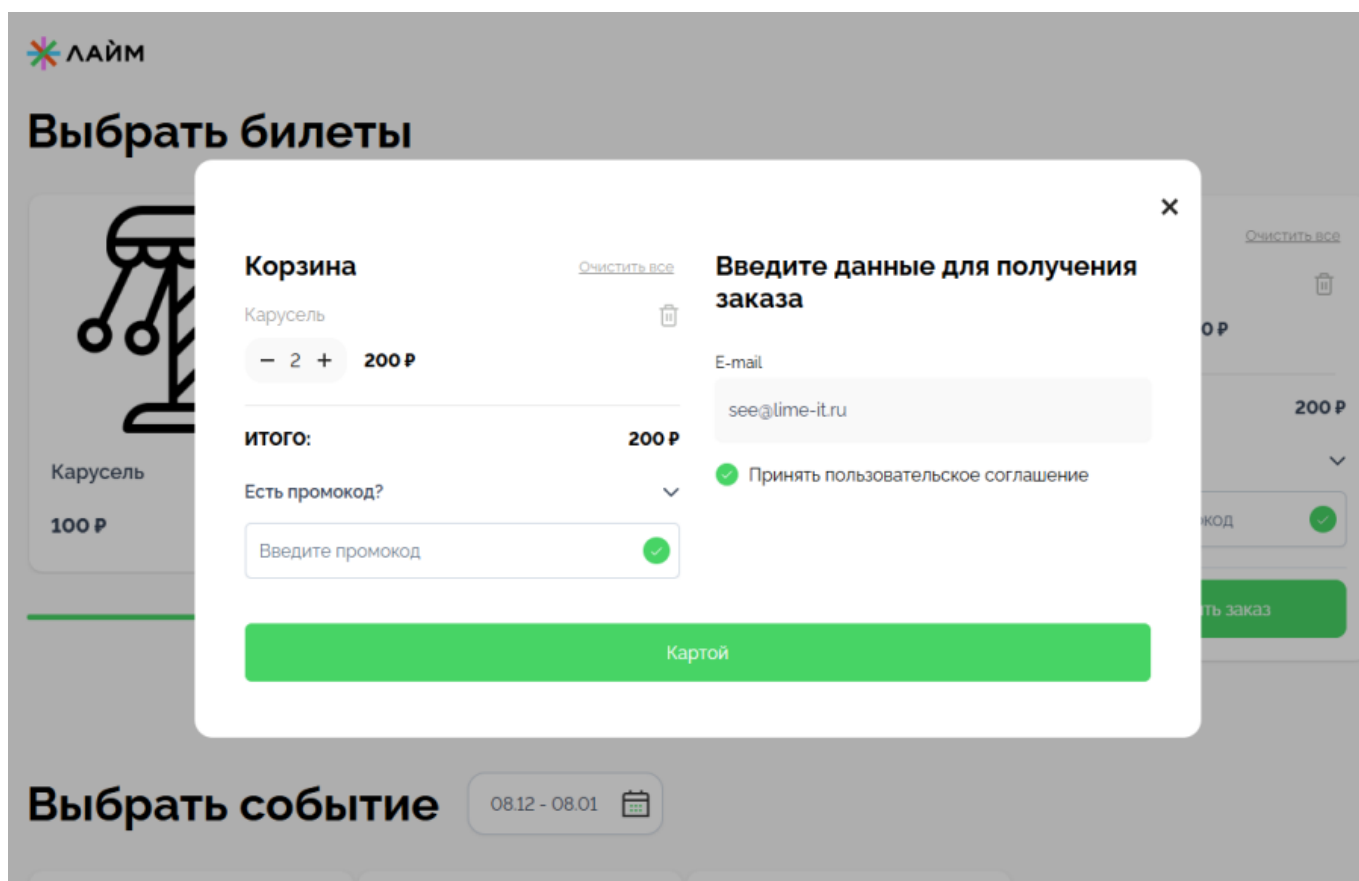 ЛАЙМ
Выбрать билеты
Карусель
100 ₽
Корзина
Очистить все
Карусель
− 2 + 200 ₽
ИТОГО: 200 ₽
Есть промокод?
Введите промокод
Введите данные для получения
заказа
E-mail
see@lime-it.ru
Принять пользовательское соглашение
Картой
Очистить все
0 ₽
200 ₽
код
ть заказ
Выбрать событие
08.12 - 08.01